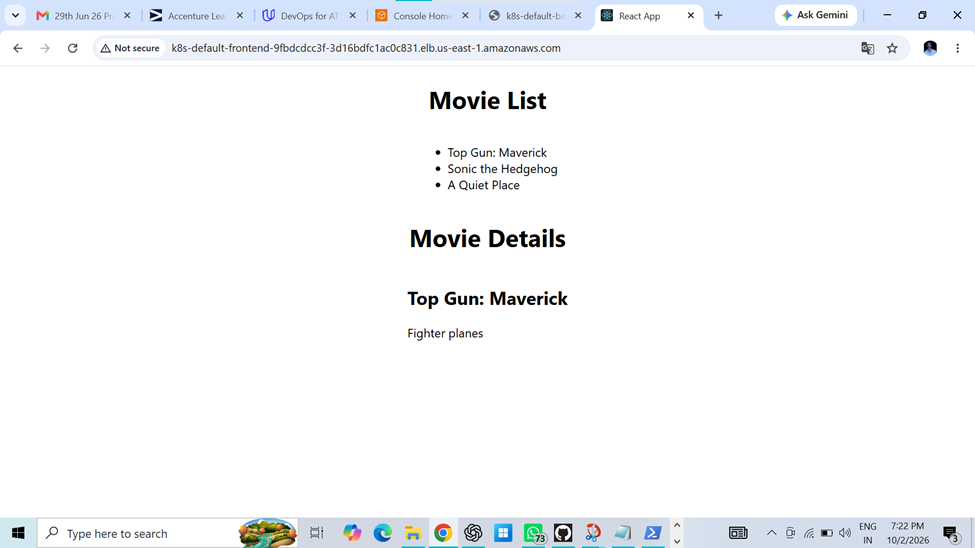 29th Jun 26 Pr
Accenture Lea
DevOps for AI
Console Home
k8s-default-ba
React App
Ask Gemini
Not secure
k8s-default-frontend-9fbdcdcc3f-3d16bdfc1ac0c831.elb.us-east-1.amazonaws.com
Movie List
Top Gun: Maverick
Sonic the Hedgehog
A Quiet Place
Movie Details
Top Gun: Maverick
Fighter planes
Type here to search
73
ENG
IN
7:22 PM
10/2/2026
3